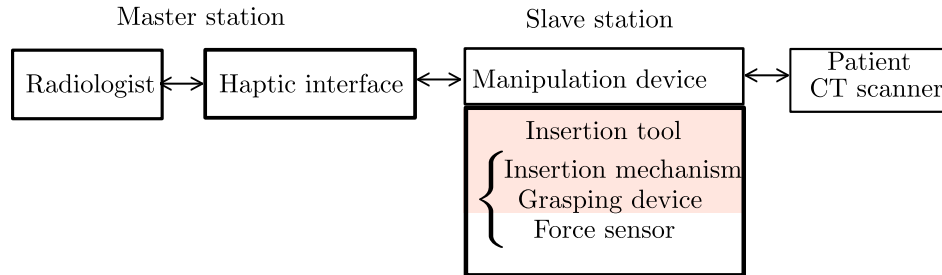 Master station
Slave station
Radiologist
Haptic interface
Manipulation device
Patient
CT scanner
Insertion tool
Insertion mechanism
Grasping device
Force sensor